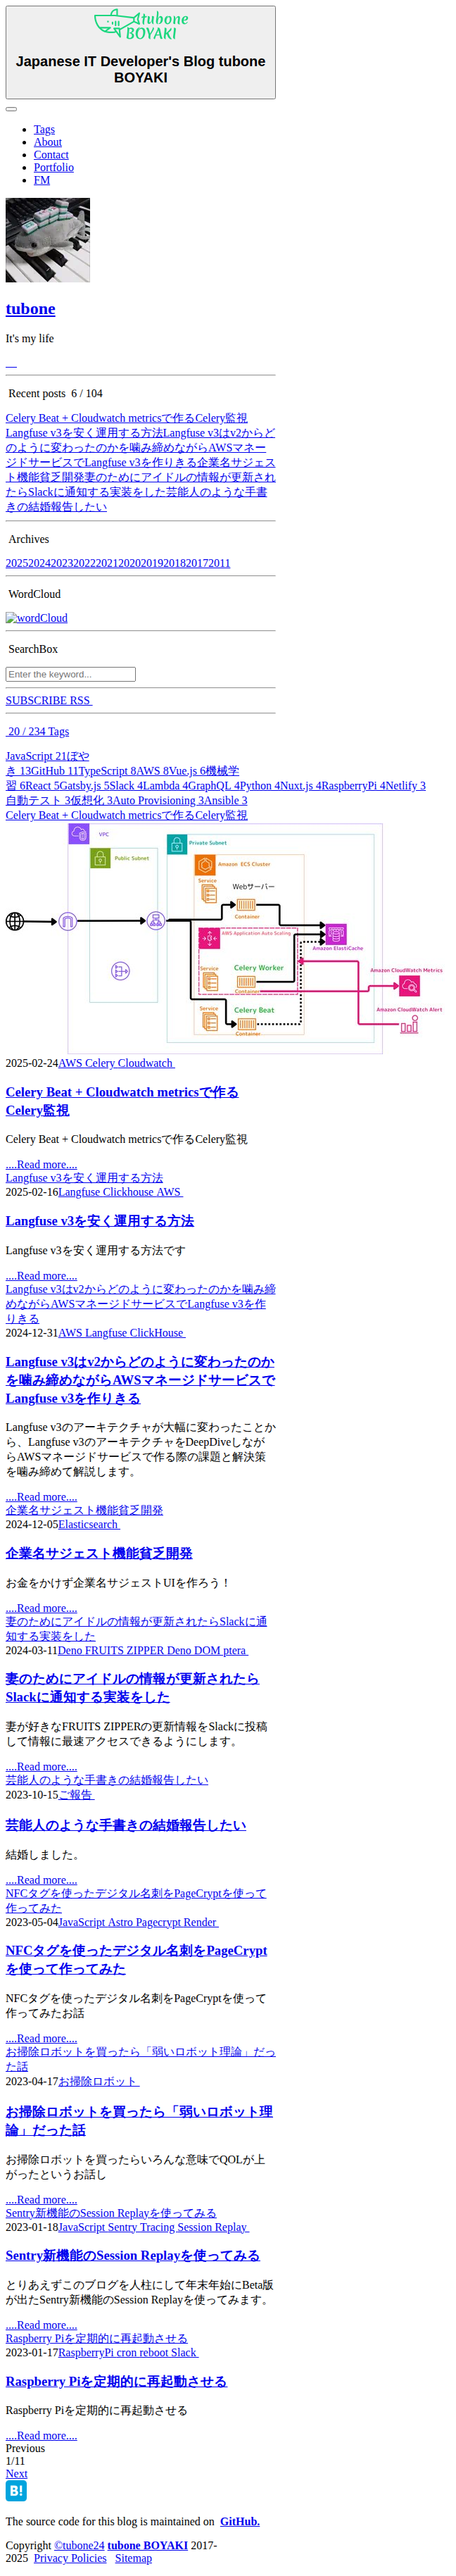 tubone
BOYAKI
Japanese IT Developer's Blog tubone
BOYAKI
Tags
About
Contact
Portfolio
FM
tubone
It's my life
Recent posts 6 / 104
Celery Beat + Cloudwatch metricsで作るCelery監視
Langfuse v3を安く運用する方法Langfuse v3はv2からど
のように変わったのかを噛み締めながらAWSマネー
ジドサービスでLangfuse v3を作りきる企業名サジェス
ト機能貧乏開発妻のためにアイドルの情報が更新され
たらSlackに通知する実装をした芸能人のような手書
きの結婚報告したい
Archives
2025202420232022202120202019201820172011
WordCloud
wordCloud
SearchBox
Enter the keyword...
SUBSCRIBE RSS
20 / 234 Tags
JavaScript 21ぼや
き 13GitHub 11TypeScript 8AWS 8Vue.js 6機械学
習 6React 5Gatsby.js 5Slack 4Lambda 4GraphQL 4Python 4Nuxt.js 4RaspberryPi 4Netlify 3
自動テスト 3仮想化 3Auto Provisioning 3Ansible 3
Celery Beat + Cloudwatch metricsで作るCelery監視
VPC
Private Subnet
Public Subnet
Amazon ECS Cluster
Service
Webサーバー
Container
AWS Application Auto Scaling
Amazon ElastiCache
Service
Celery Worker
Container
Amazon CloudWatch Metrics
Service
Celery Beat
Container
Amazon CloudWatch Alert
2025-02-24AWS Celery Cloudwatch
Celery Beat + Cloudwatch metricsで作る
Celery監視
Celery Beat + Cloudwatch metricsで作るCelery監視
....Read more....
Langfuse v3を安く運用する方法
2025-02-16Langfuse Clickhouse AWS
Langfuse v3を安く運用する方法
Langfuse v3を安く運用する方法です
....Read more....
Langfuse v3はv2からどのように変わったのかを噛み締
めながらAWSマネージドサービスでLangfuse v3を作
りきる
2024-12-31AWS Langfuse ClickHouse
Langfuse v3はv2からどのように変わったのか
を噛み締めながらAWSマネージドサービスで
Langfuse v3を作りきる
Langfuse v3のアーキテクチャが大幅に変わったことか
ら、Langfuse v3のアーキテクチャをDeepDiveしなが
らAWSマネージドサービスで作る際の課題と解決策
を噛み締めて解説します。
....Read more....
企業名サジェスト機能貧乏開発
2024-12-05Elasticsearch
企業名サジェスト機能貧乏開発
お金をかけず企業名サジェストUIを作ろう！
....Read more....
妻のためにアイドルの情報が更新されたらSlackに通
知する実装をした
2024-03-11Deno FRUITS ZIPPER Deno DOM ptera
妻のためにアイドルの情報が更新されたら
Slackに通知する実装をした
妻が好きなFRUITS ZIPPERの更新情報をSlackに投稿
して情報に最速アクセスできるようにします。
....Read more....
芸能人のような手書きの結婚報告したい
2023-10-15ご報告
芸能人のような手書きの結婚報告したい
結婚しました。
....Read more....
NFCタグを使ったデジタル名刺をPageCryptを使って
作ってみた
2023-05-04JavaScript Astro Pagecrypt Render
NFCタグを使ったデジタル名刺をPageCrypt
を使って作ってみた
NFCタグを使ったデジタル名刺をPageCryptを使って
作ってみたお話
....Read more....
お掃除ロボットを買ったら「弱いロボット理論」だっ
た話
2023-04-17お掃除ロボット
お掃除ロボットを買ったら「弱いロボット理
論」だった話
お掃除ロボットを買ったらいろんな意味でQOLが上
がったというお話し
....Read more....
Sentry新機能のSession Replayを使ってみる
2023-01-18JavaScript Sentry Tracing Session Replay
Sentry新機能のSession Replayを使ってみる
とりあえずこのブログを人柱にして年末年始にBeta版
が出たSentry新機能のSession Replayを使ってみます。
....Read more....
Raspberry Piを定期的に再起動させる
2023-01-17RaspberryPi cron reboot Slack
Raspberry Piを定期的に再起動させる
Raspberry Piを定期的に再起動させる
....Read more....
Previous
1/11
Next
B!
The source code for this blog is maintained on GitHub.
Copyright ©tubone24 tubone BOYAKI 2017-
2025 Privacy Policies Sitemap